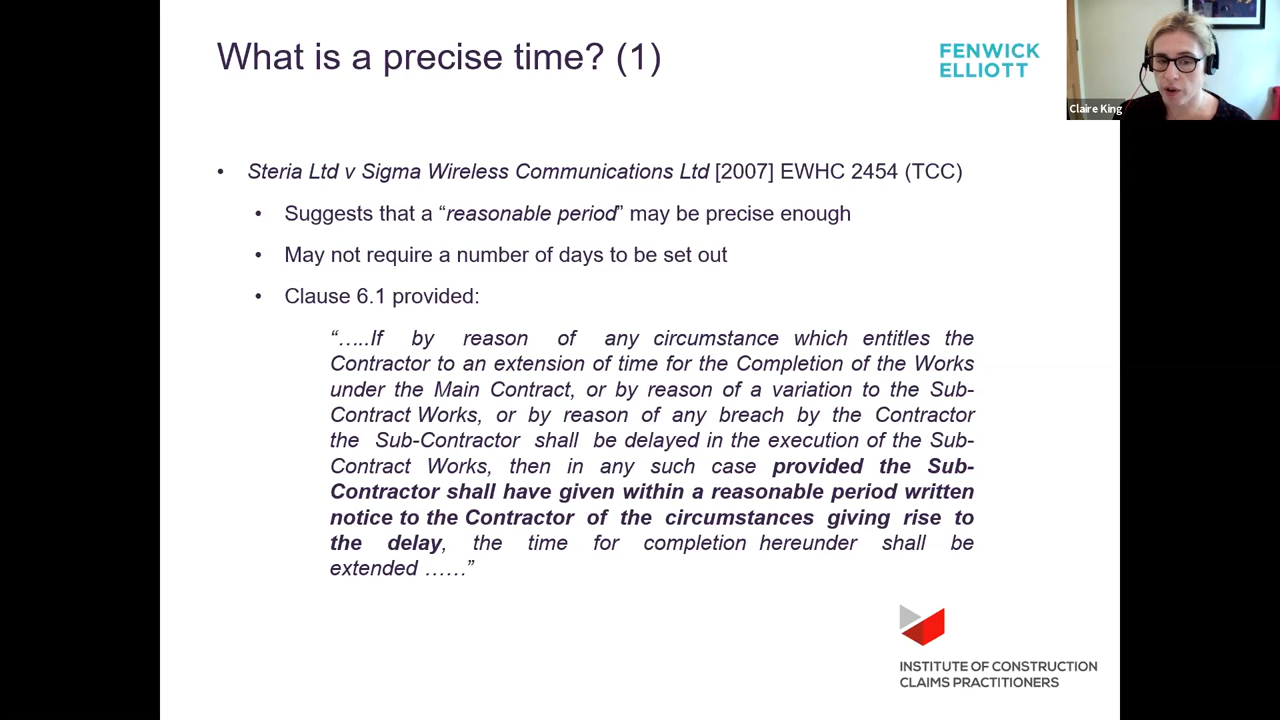 What is a precise time? (1)
FENWICK
ELLIOTT
Claire King
• Steria Ltd v Sigma Wireless Communications Ltd [2007] EWHC 2454 (TCC)
• Suggests that a “reasonable period” may be precise enough
• May not require a number of days to be set out
• Clause 6.1 provided:
“…..If by reason of any circumstance which entitles the
Contractor to an extension of time for the Completion of the Works
under the Main Contract, or by reason of a variation to the Sub-
Contract Works, or by reason of any breach by the Contractor
the Sub-Contractor shall be delayed in the execution of the Sub-
Contract Works, then in any such case provided the Sub-
Contractor shall have given within a reasonable period written
notice to the Contractor of the circumstances giving rise to
the delay, the time for completion hereunder shall be
extended ……”
INSTITUTE OF CONSTRUCTION
CLAIMS PRACTITIONERS